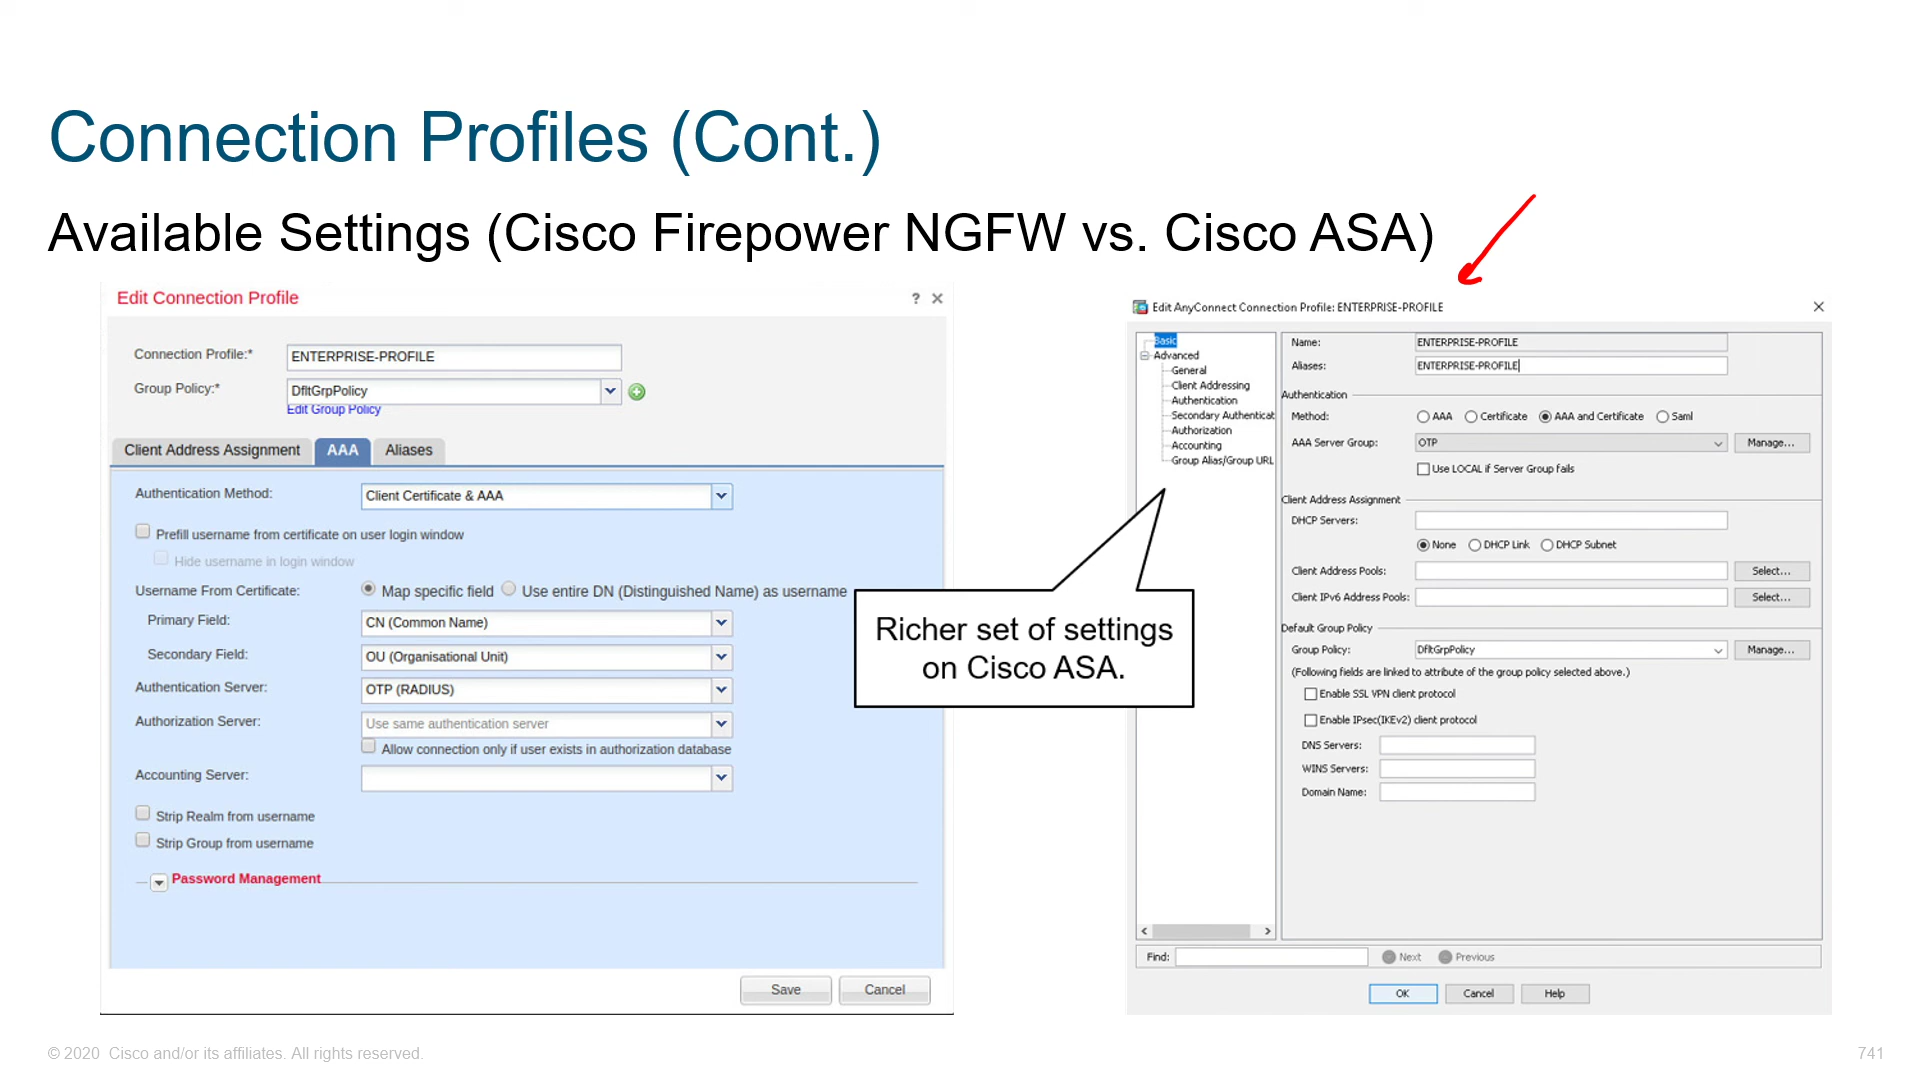 Connection Profiles (Cont.)
Available Settings (Cisco Firepower NGFW vs. Cisco ASA)
Edit Connection Profile
? ✕
Connection Profile:* ENTERPRISE-PROFILE
Group Policy:* DfltGrpPolicy
Edit Group Policy
Client Address Assignment AAA Aliases
Authentication Method: Client Certificate & AAA
Prefill username from certificate on user login window
Hide username in login window
Username From Certificate: Map specific field Use entire DN (Distinguished Name) as username
Primary Field: CN (Common Name)
Secondary Field: OU (Organisational Unit)
Authentication Server: OTP (RADIUS)
Authorization Server: Use same authentication server
Allow connection only if user exists in authorization database
Accounting Server:
Strip Realm from username
Strip Group from username
Password Management
Save Cancel
Richer set of settings
on Cisco ASA.
Edit AnyConnect Connection Profile: ENTERPRISE-PROFILE
Basic
Advanced
General
Client Addressing
Authentication
Secondary Authenticat
Authorization
Accounting
Group Alias/Group URL
Name: ENTERPRISE-PROFILE
Aliases: ENTERPRISE-PROFILE
Authentication
Method: AAA Certificate AAA and Certificate Saml
AAA Server Group: OTP Manage...
Use LOCAL if Server Group fails
Client Address Assignment
DHCP Servers:
None DHCP Link DHCP Subnet
Client Address Pools: Select...
Client IPv6 Address Pools: Select...
Default Group Policy
Group Policy: DfltGrpPolicy Manage...
(Following fields are linked to attribute of the group policy selected above.)
Enable SSL VPN client protocol
Enable IPsec(IKEv2) client protocol
DNS Servers:
WINS Servers:
Domain Name:
Find: Next Previous
OK Cancel Help
© 2020 Cisco and/or its affiliates. All rights reserved.
741